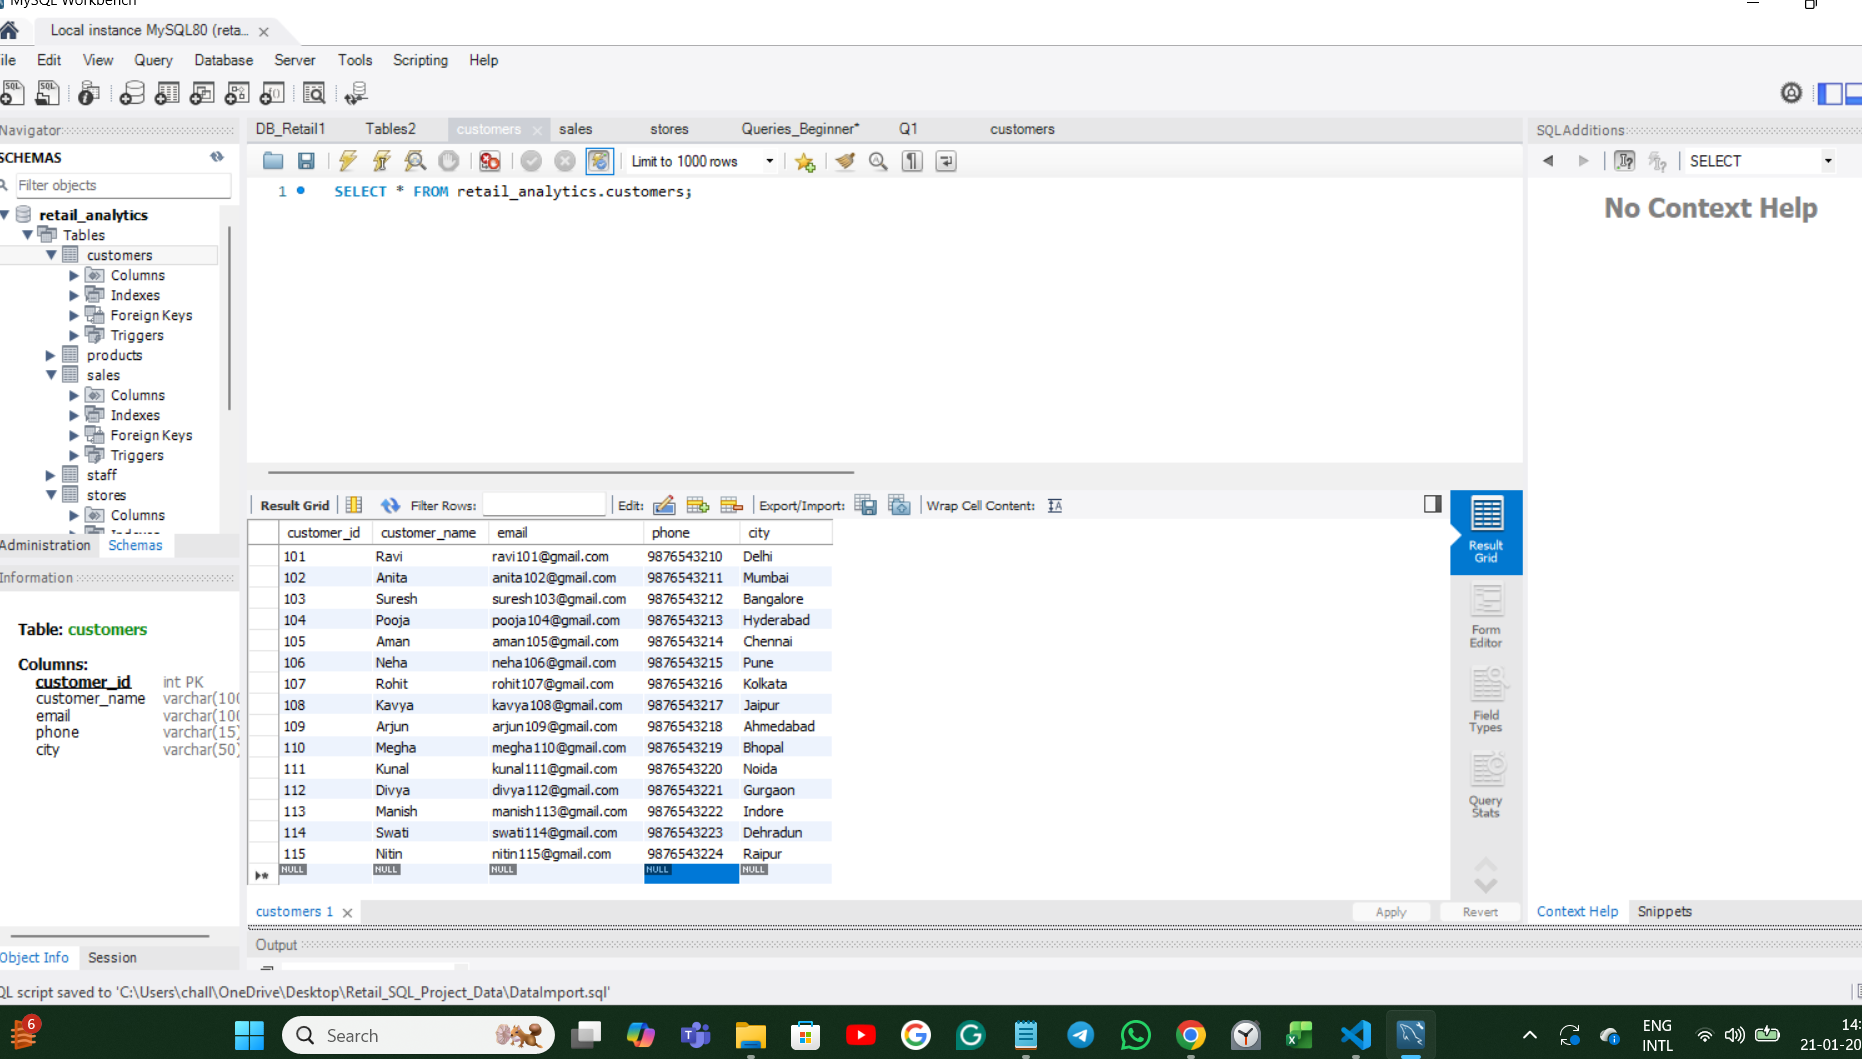 MySQL Workbench
Local instance MySQL80 (reta...
ile Edit View Query Database Server Tools Scripting Help
Navigator
SCHEMAS
Filter objects
retail_analytics
Tables
customers
Columns
Indexes
Foreign Keys
Triggers
products
sales
Columns
Indexes
Foreign Keys
Triggers
staff
stores
Columns
Indexes
Administration Schemas
Information
Table: customers
Columns:
customer_id int PK
customer_name varchar(100
email varchar(100
phone varchar(15)
city varchar(50)
Object Info Session
DB_Retail1 Tables2 customers sales stores Queries_Beginner* Q1 customers
Limit to 1000 rows
1 SELECT * FROM retail_analytics.customers;
Result Grid Filter Rows: Edit: Export/Import: Wrap Cell Content:
customer_id customer_name email phone city
101 Ravi ravi101@gmail.com 9876543210 Delhi
102 Anita anita102@gmail.com 9876543211 Mumbai
103 Suresh suresh103@gmail.com 9876543212 Bangalore
104 Pooja pooja104@gmail.com 9876543213 Hyderabad
105 Aman aman105@gmail.com 9876543214 Chennai
106 Neha neha106@gmail.com 9876543215 Pune
107 Rohit rohit107@gmail.com 9876543216 Kolkata
108 Kavya kavya108@gmail.com 9876543217 Jaipur
109 Arjun arjun109@gmail.com 9876543218 Ahmedabad
110 Megha megha110@gmail.com 9876543219 Bhopal
111 Kunal kunal111@gmail.com 9876543220 Noida
112 Divya divya112@gmail.com 9876543221 Gurgaon
113 Manish manish113@gmail.com 9876543222 Indore
114 Swati swati114@gmail.com 9876543223 Dehradun
115 Nitin nitin115@gmail.com 9876543224 Raipur
NULL NULL NULL NULL NULL
Result
Grid
Form
Editor
Field
Types
Query
Stats
customers 1
Apply Revert
Output
SQLAdditions
SELECT
No Context Help
Context Help Snippets
QL script saved to 'C:\Users\chall\OneDrive\Desktop\Retail_SQL_Project_Data\DataImport.sql'
6
Search
ENG
INTL
14:
21-01-20